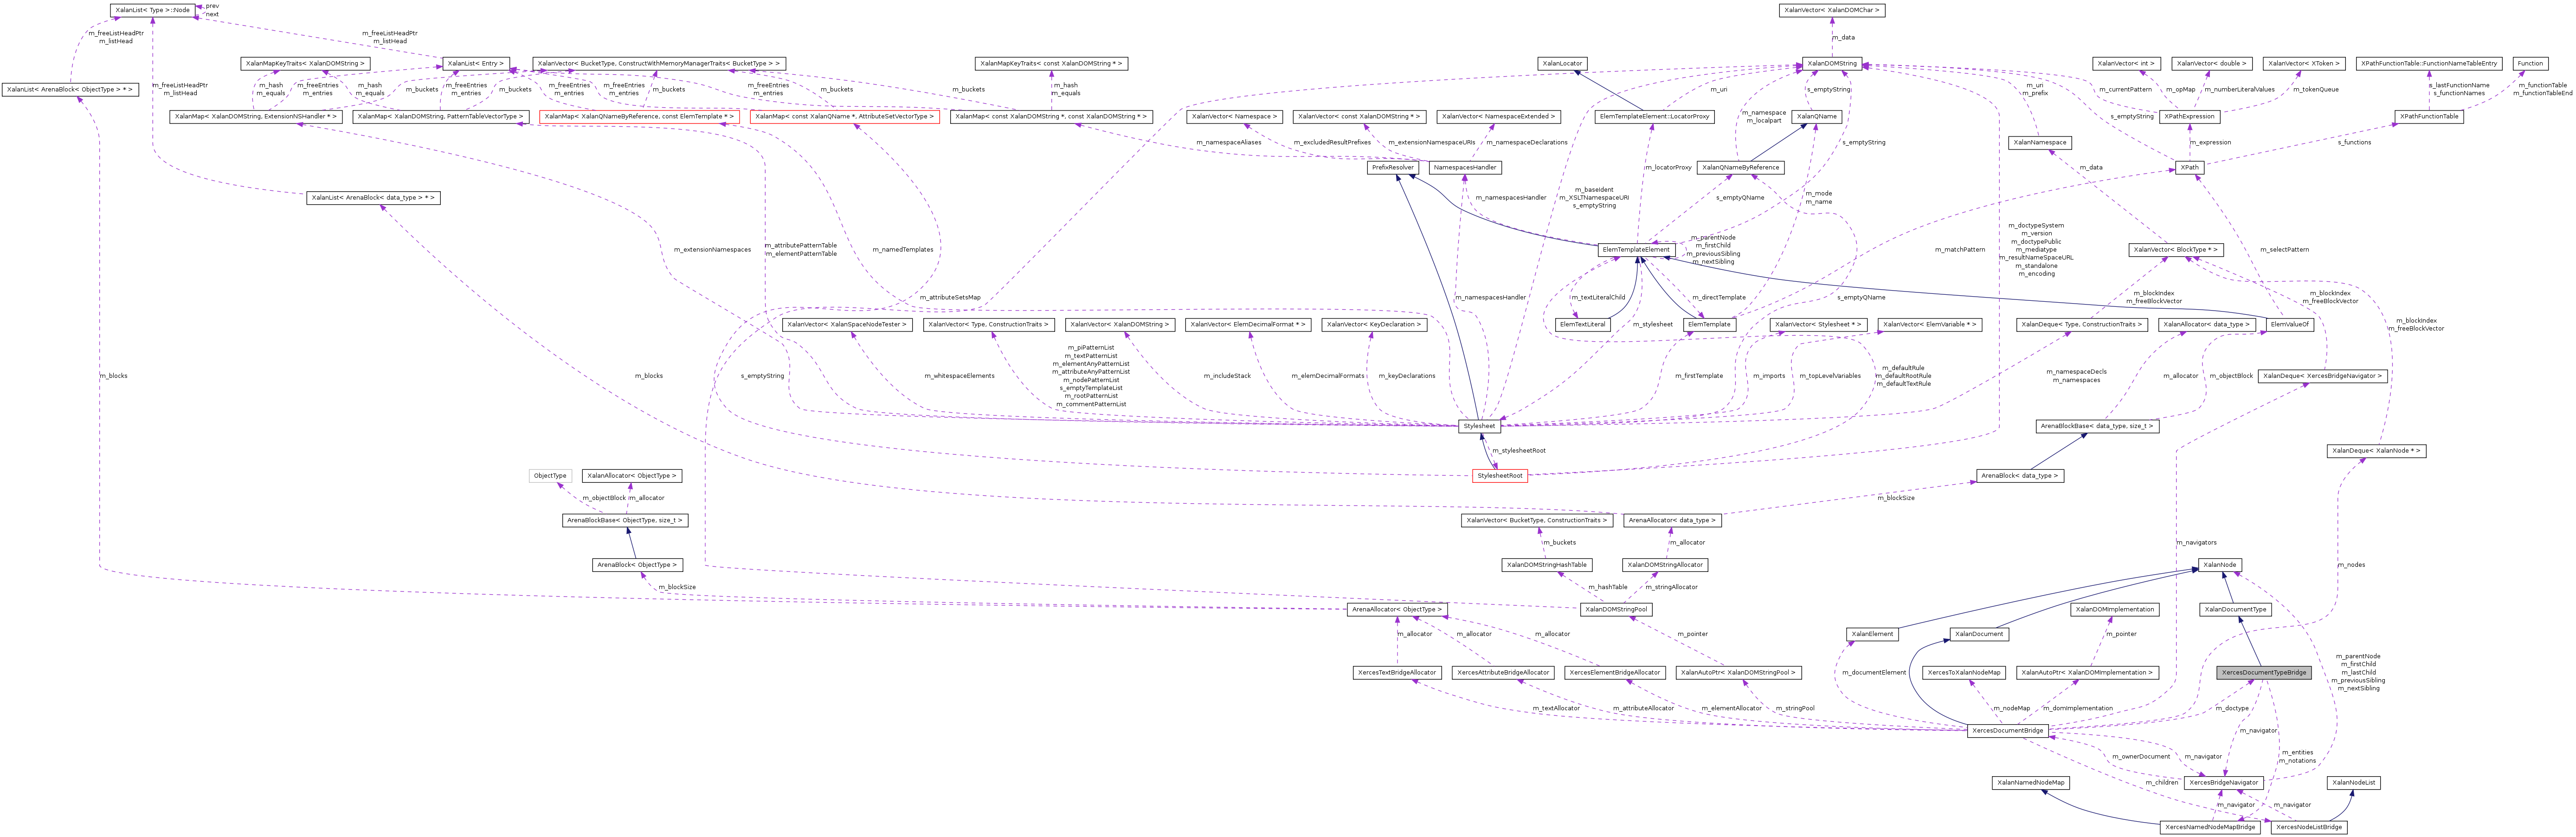 XalanList< Type >::Node
prev
next
XalanVector< XalanDOMChar >
m_freeListHeadPtr
m_listHead
m_freeListHeadPtr
m_listHead
m_data
XalanMapKeyTraits< XalanDOMString >
XalanList< Entry >
XalanVector< BucketType, ConstructWithMemoryManagerTraits< BucketType > >
XalanMapKeyTraits< const XalanDOMString * >
XalanLocator
XalanDOMString
XalanVector< int >
XalanVector< double >
XalanVector< XToken >
XPathFunctionTable::FunctionNameTableEntry
Function
XalanList< ArenaBlock< ObjectType > * >
m_freeListHeadPtr
m_listHead
m_hash
m_equals
m_freeEntries
m_entries
m_buckets
m_hash
m_equals
m_freeEntries
m_entries
m_buckets
m_freeEntries
m_entries
m_buckets
m_freeEntries
m_entries
m_buckets
m_freeEntries
m_entries
m_buckets
m_hash
m_equals
m_uri
s_emptyString
m_uri
m_prefix
m_currentPattern
m_opMap
m_numberLiteralValues
m_tokenQueue
s_lastFunctionName
s_functionNames
m_functionTable
m_functionTableEnd
XalanMap< XalanDOMString, ExtensionNSHandler * >
XalanMap< XalanDOMString, PatternTableVectorType >
XalanMap< XalanQNameByReference, const ElemTemplate * >
XalanMap< const XalanQName *, AttributeSetVectorType >
XalanMap< const XalanDOMString *, const XalanDOMString * >
XalanVector< Namespace >
XalanVector< const XalanDOMString * >
XalanVector< NamespaceExtended >
ElemTemplateElement::LocatorProxy
m_namespace
m_localpart
XalanQName
s_emptyString
XPathExpression
XPathFunctionTable
m_namespaceAliases
m_excludedResultPrefixes
m_extensionNamespaceURIs
m_namespaceDeclarations
s_emptyString
XalanNamespace
m_expression
s_functions
PrefixResolver
NamespacesHandler
m_locatorProxy
XalanQNameByReference
m_data
XPath
XalanList< ArenaBlock< data_type > * >
m_namespacesHandler
m_baseIdent
m_XSLTNamespaceURI
s_emptyString
s_emptyQName
m_mode
m_name
m_extensionNamespaces
m_attributePatternTable
m_elementPatternTable
m_namedTemplates
ElemTemplateElement
m_parentNode
m_firstChild
m_previousSibling
m_nextSibling
m_matchPattern
m_doctypeSystem
m_version
m_doctypePublic
m_mediatype
m_resultNameSpaceURL
m_standalone
m_encoding
XalanVector< BlockType * >
m_selectPattern
m_attributeSetsMap
m_namespacesHandler
m_textLiteralChild
m_directTemplate
s_emptyQName
m_blockIndex
m_freeBlockVector
m_blockIndex
m_freeBlockVector
m_blockIndex
m_freeBlockVector
XalanVector< XalanSpaceNodeTester >
XalanVector< Type, ConstructionTraits >
XalanVector< XalanDOMString >
XalanVector< ElemDecimalFormat * >
XalanVector< KeyDeclaration >
ElemTextLiteral
m_stylesheet
ElemTemplate
XalanVector< Stylesheet * >
XalanVector< ElemVariable * >
XalanDeque< Type, ConstructionTraits >
XalanAllocator< data_type >
ElemValueOf
m_blocks
m_blocks
s_emptyString
m_whitespaceElements
m_piPatternList
m_textPatternList
m_elementAnyPatternList
m_attributeAnyPatternList
m_nodePatternList
s_emptyTemplateList
m_rootPatternList
m_commentPatternList
m_includeStack
m_elemDecimalFormats
m_keyDeclarations
m_firstTemplate
m_imports
m_topLevelVariables
m_defaultRule
m_defaultRootRule
m_defaultTextRule
m_namespaceDecls
m_namespaces
m_allocator
m_objectBlock
XalanDeque< XercesBridgeNavigator >
Stylesheet
ArenaBlockBase< data_type, size_t >
m_stylesheetRoot
XalanDeque< XalanNode * >
ObjectType
XalanAllocator< ObjectType >
StylesheetRoot
ArenaBlock< data_type >
m_objectBlock
m_allocator
m_blockSize
ArenaBlockBase< ObjectType, size_t >
XalanVector< BucketType, ConstructionTraits >
ArenaAllocator< data_type >
m_buckets
m_allocator
m_navigators
ArenaBlock< ObjectType >
XalanDOMStringHashTable
XalanDOMStringAllocator
XalanNode
m_nodes
m_blockSize
m_hashTable
m_stringAllocator
ArenaAllocator< ObjectType >
XalanDOMStringPool
XalanDOMImplementation
XalanDocumentType
m_allocator
m_allocator
m_allocator
m_pointer
XalanElement
XalanDocument
m_pointer
XercesTextBridgeAllocator
XercesAttributeBridgeAllocator
XercesElementBridgeAllocator
XalanAutoPtr< XalanDOMStringPool >
m_documentElement
XercesToXalanNodeMap
XalanAutoPtr< XalanDOMImplementation >
XercesDocumentTypeBridge
m_parentNode
m_firstChild
m_lastChild
m_previousSibling
m_nextSibling
m_textAllocator
m_attributeAllocator
m_elementAllocator
m_stringPool
m_nodeMap
m_domImplementation
m_doctype
XercesDocumentBridge
m_navigator
m_ownerDocument
m_navigator
m_entities
m_notations
m_children
XalanNamedNodeMap
XercesBridgeNavigator
XalanNodeList
m_navigator
m_navigator
XercesNamedNodeMapBridge
XercesNodeListBridge